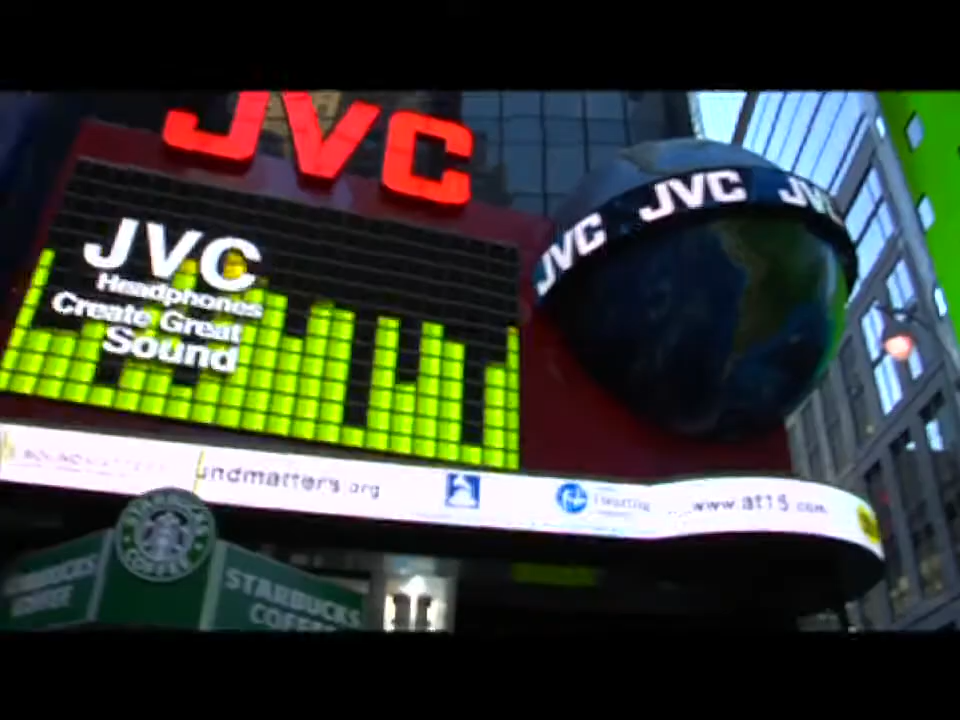 JVC
JVC
JVC
JVC
JVC
JVC
Headphones
Create Great
Sound
undmatters.org
www.at15.com
COFFEE
STARBUCKS
COFFEE
STARBUCKS
COFFEE